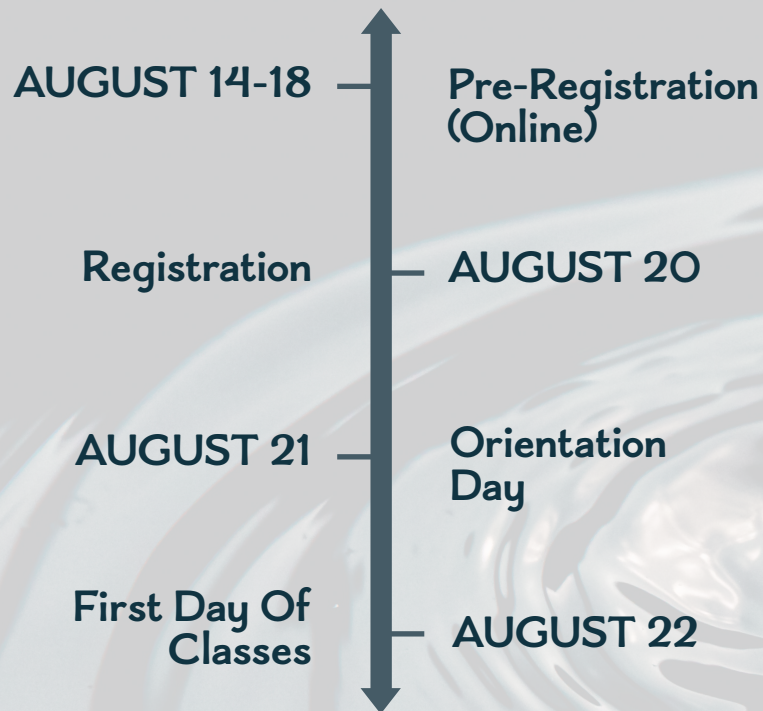 AUGUST 14-18
Pre-Registration
(Online)
Registration
AUGUST 20
AUGUST 21
Orientation
Day
First Day Of
Classes
AUGUST 22